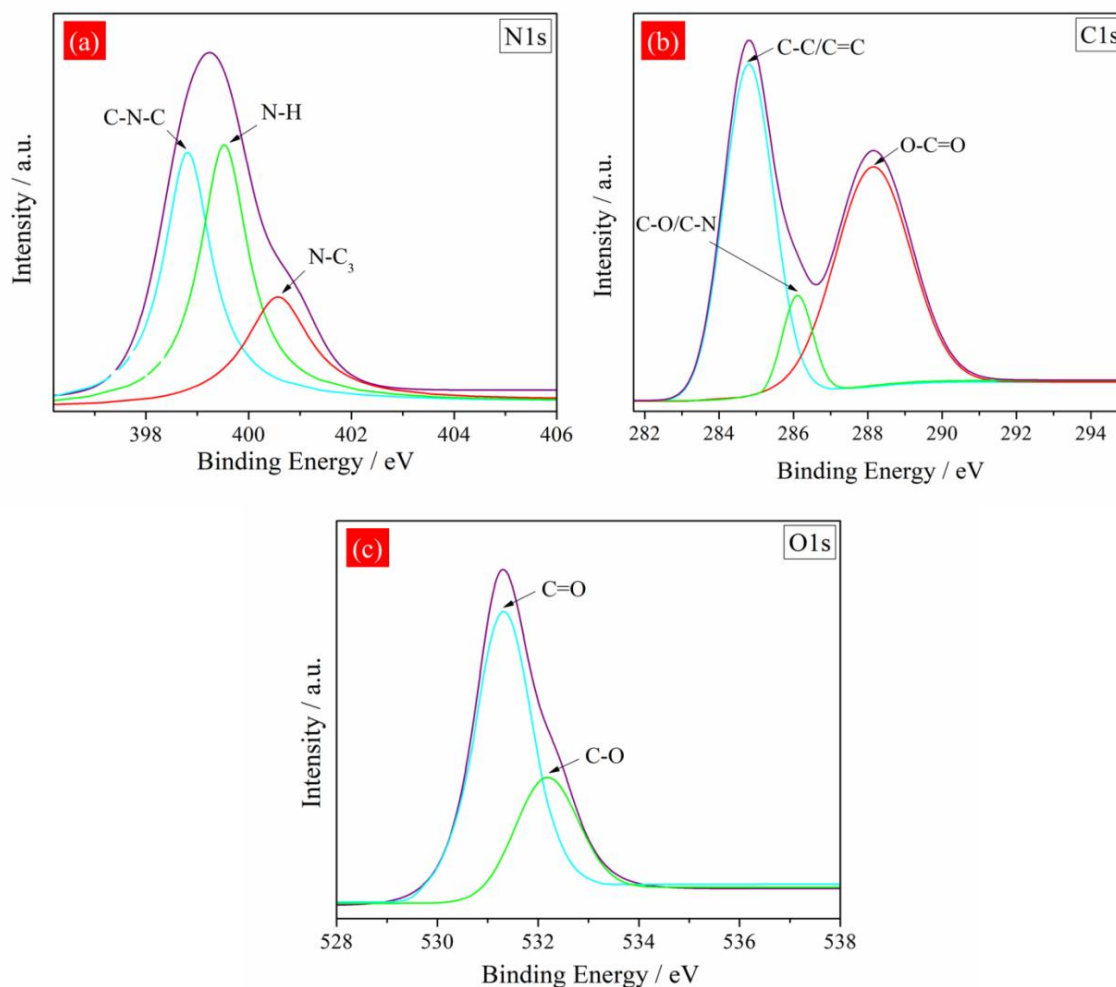 (a)
N1s
C-N-C
N-H
N-C₃
Intensity / a.u.
398 400 402 404 406
Binding Energy / eV
(b)
C1s
C-C/C=C
O-C=O
C-O/C-N
Intensity / a.u.
282 284 286 288 290 292 294
Binding Energy / eV
(c)
O1s
C=O
C-O
Intensity / a.u.
528 530 532 534 536 538
Binding Energy / eV